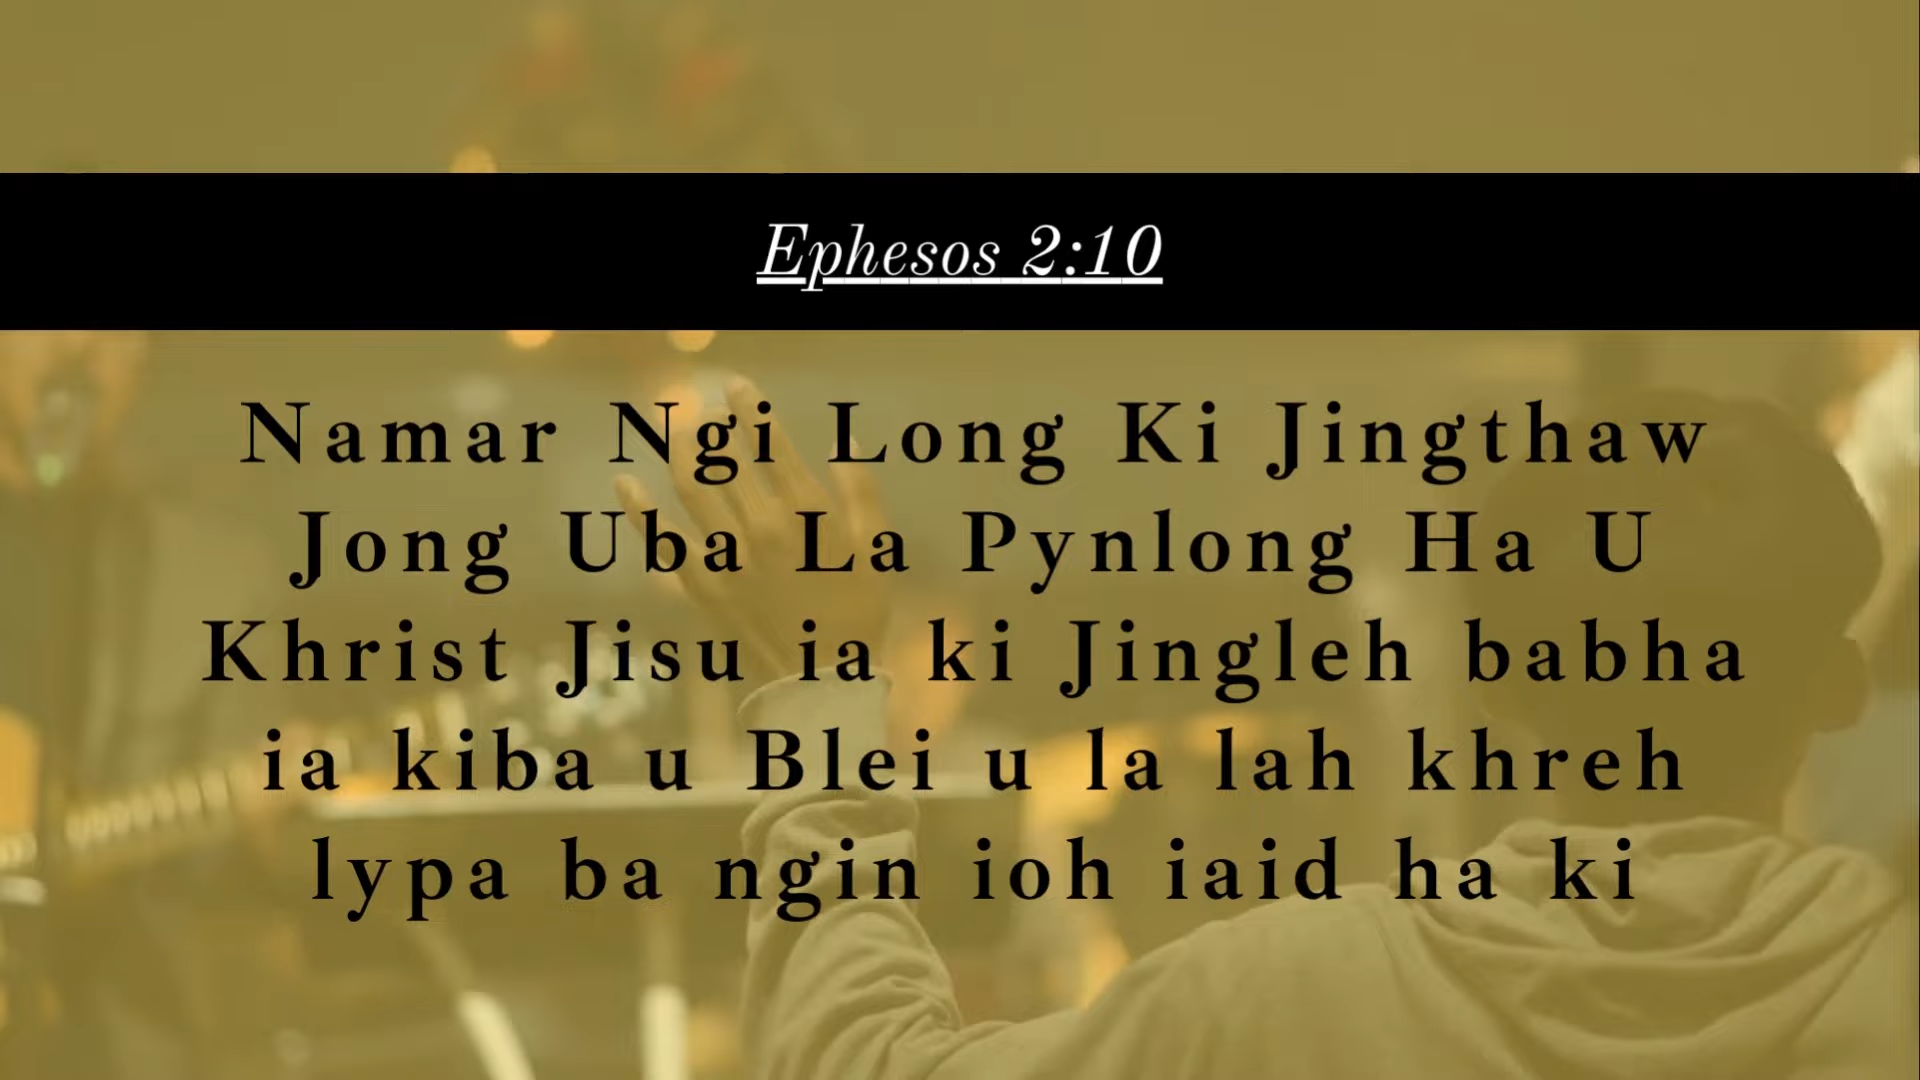 Ephesos 2:10
Namar Ngi Long Ki Jingthaw
Jong Uba La Pynlong Ha U
Khrist Jisu ia ki Jingleh babha
ia kiba u Blei u la lah khreh
lypa ba ngin ioh iaid ha ki